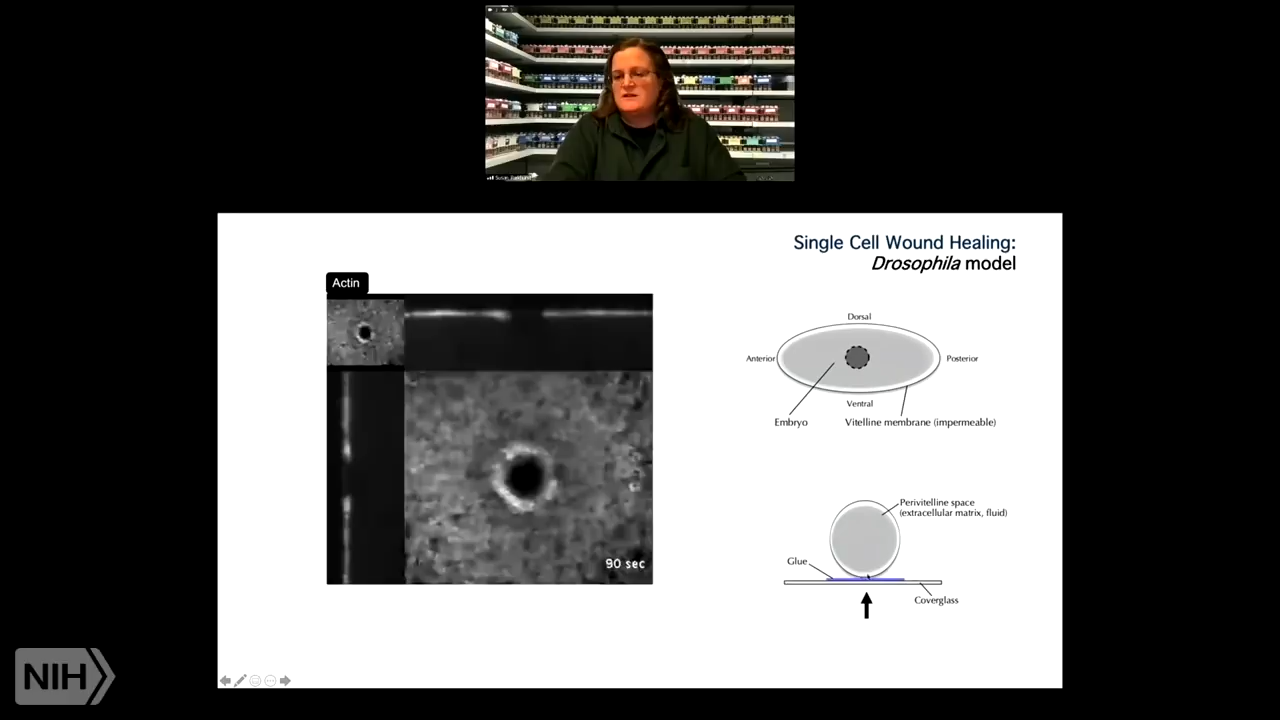 Single Cell Wound Healing:
Drosophila model
Actin
90 sec
Dorsal
Anterior
Posterior
Ventral
Embryo
Vitelline membrane (impermeable)
Perivitelline space
(extracellular matrix, fluid)
Glue
Coverglass
NIH